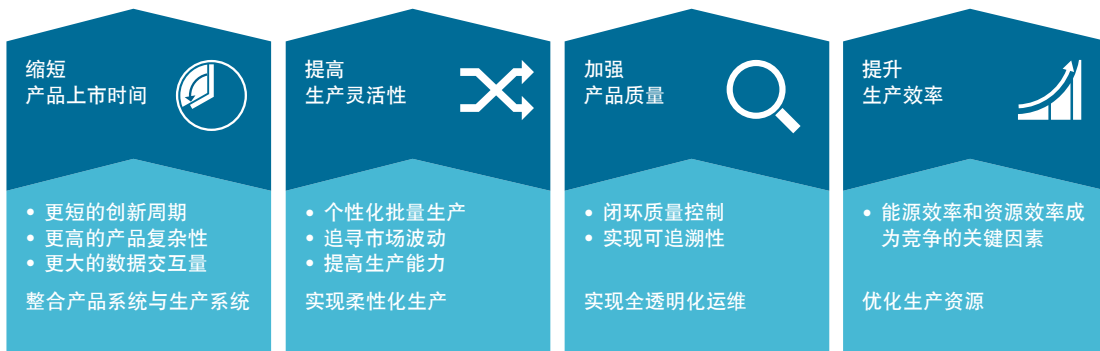 缩短
产品上市时间
更短的创新周期
更高的产品复杂性
更大的数据交互量
整合产品系统与生产系统
提高
生产灵活性
个性化批量生产
追寻市场波动
提高生产能力
实现柔性化生产
加强
产品质量
闭环质量控制
实现可追溯性
实现全透明化运维
提升
生产效率
能源效率和资源效率成
为竞争的关键因素
优化生产资源